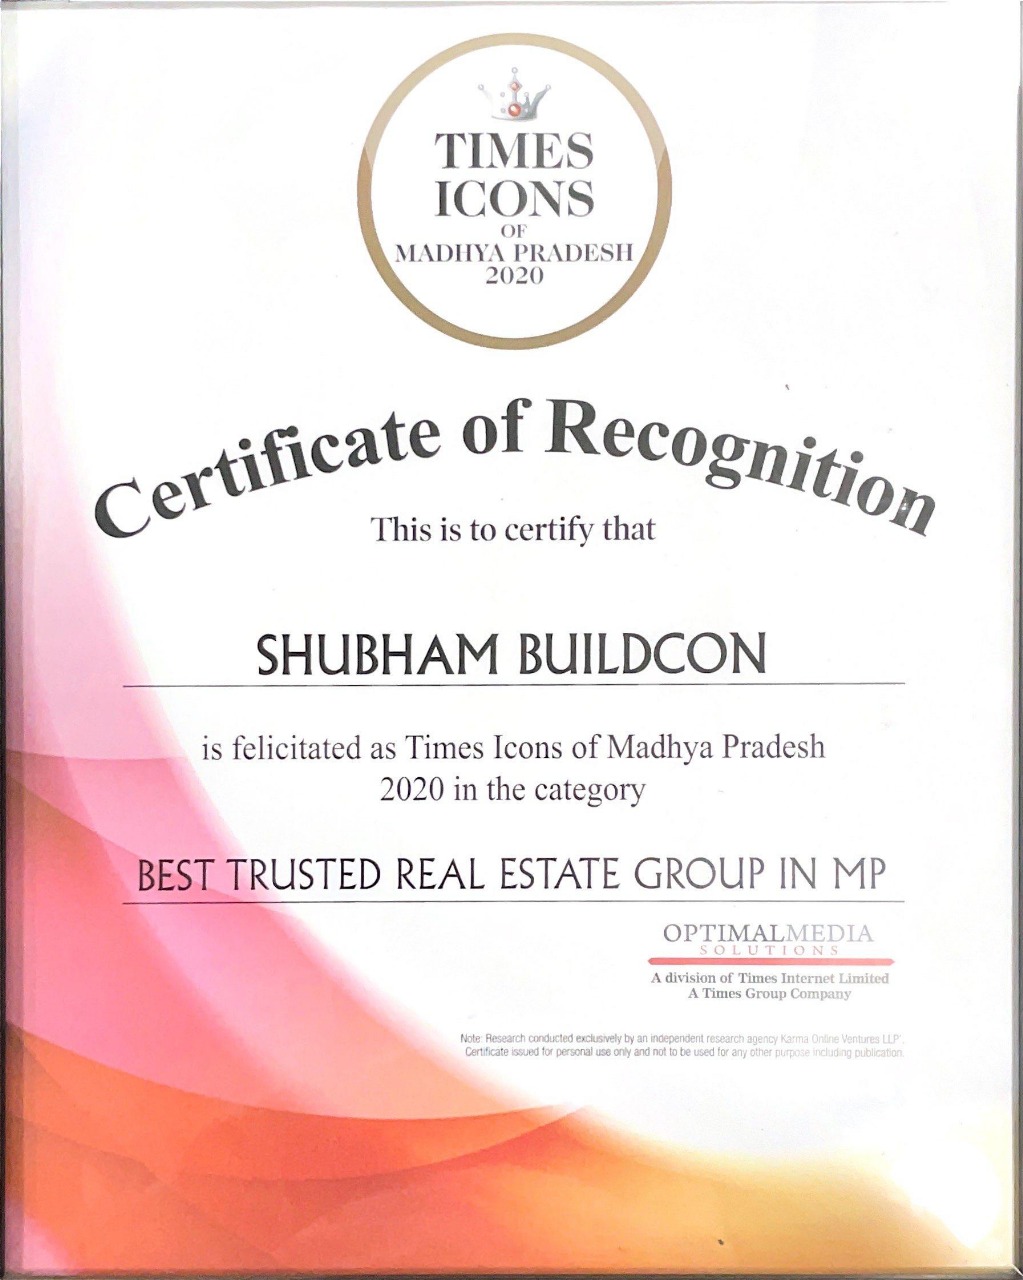 TIMES
ICONS
OF
MADHYA PRADESH
2020
Certificate of Recognition
This is to certify that
SHUBHAM BUILDCON
is felicitated as Times Icons of Madhya Pradesh
2020 in the category
BEST TRUSTED REAL ESTATE GROUP IN MP
OPTIMALMEDIA
SOLUTIONS
A division of Times Internet Limited
A Times Group Company
Note: Research conducted exclusively by an independent research agency Karma Online Ventures LLP.
Certificate issued for personal use only and not to be used for any other purpose including publication.